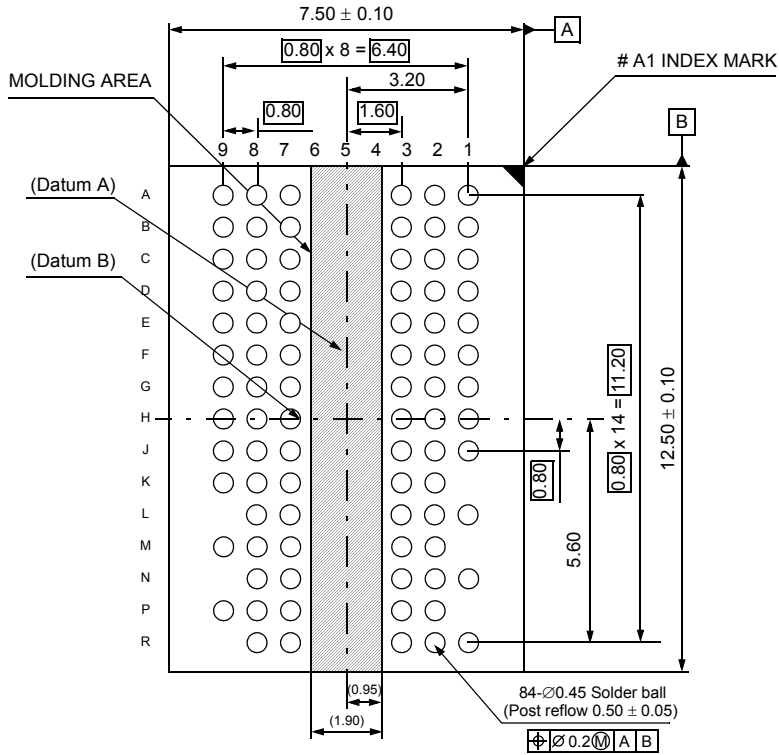 7.50 ± 0.10
A
0.80 x 8 = 6.40
# A1 INDEX MARK
3.20
MOLDING AREA
0.80
1.60
B
9 8 7 6 5 4 3 2 1
(Datum A)
A
B
(Datum B)
C
D
E
F
G
H
J
K
L
M
N
P
R
0.80 x 14 = 11.20
12.50 ± 0.10
0.80
5.60
(0.95)
(1.90)
84-∅0.45 Solder ball
(Post reflow 0.50 ± 0.05)
⌖ ∅ 0.2 Ⓜ A B